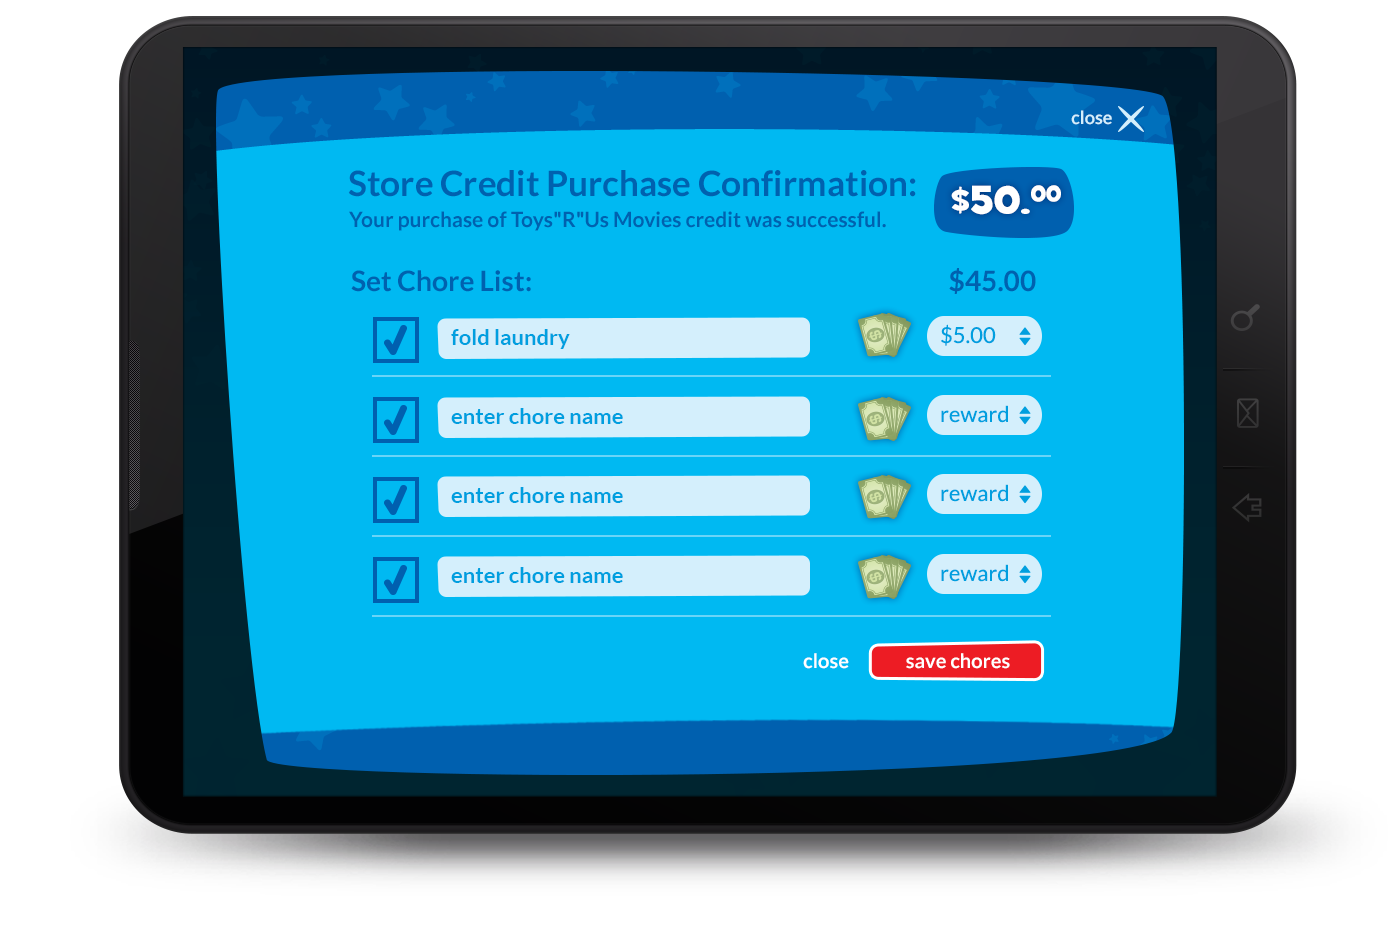 close
Store Credit Purchase Confirmation:
$50.00
Your purchase of Toys"R"Us Movies credit was successful.
Set Chore List:
$45.00
fold laundry
$5.00
enter chore name
reward
enter chore name
reward
enter chore name
reward
close
save chores